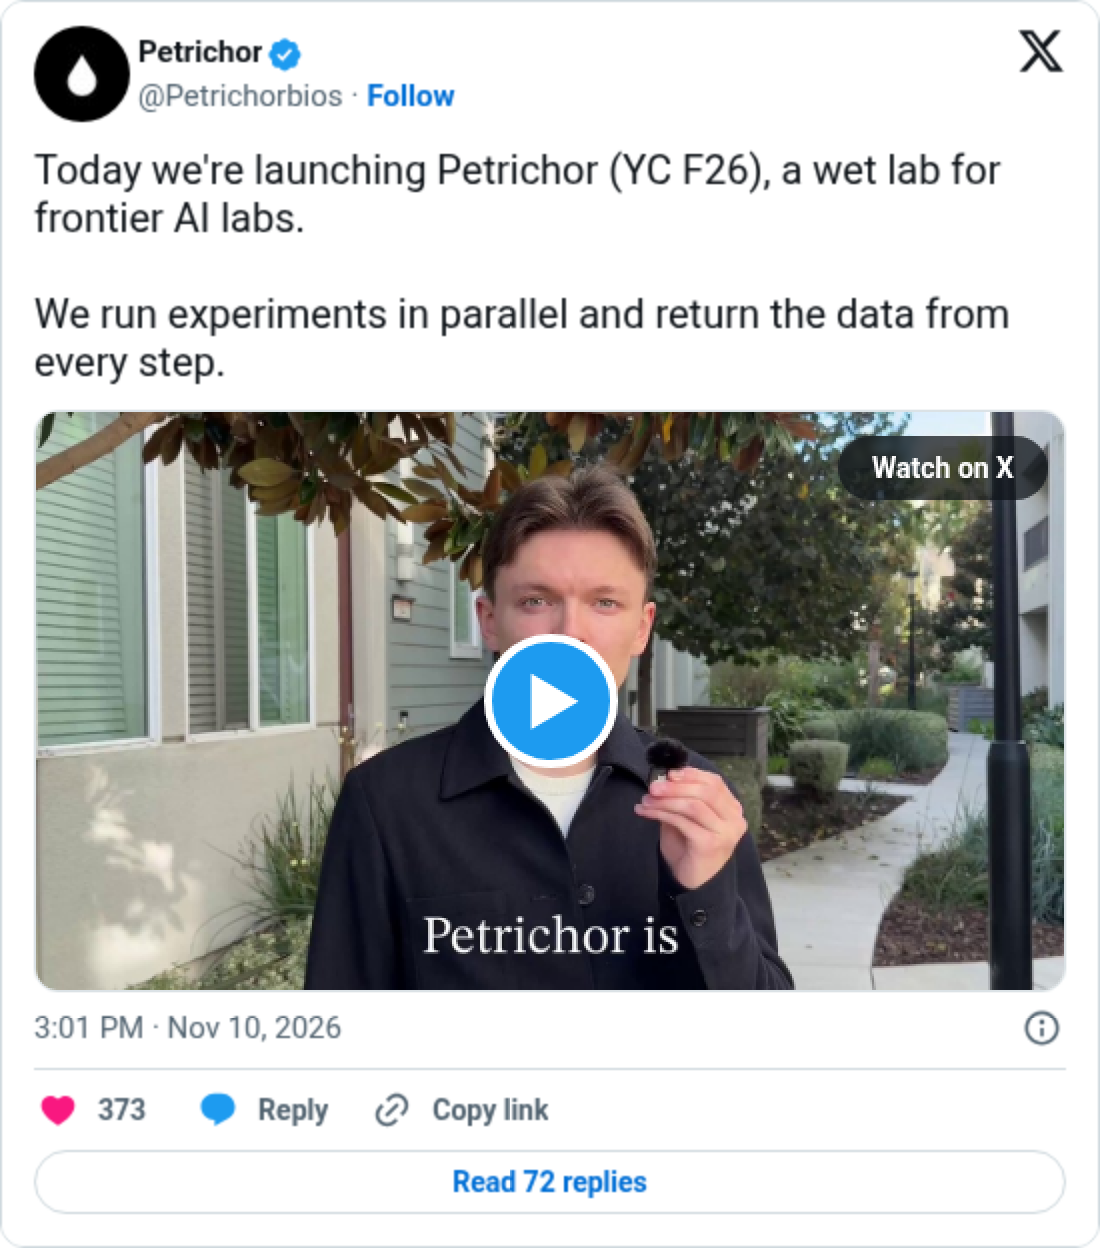 Petrichor
@Petrichorbios · Follow
Today we're launching Petrichor (YC F26), a wet lab for
frontier AI labs.
We run experiments in parallel and return the data from
every step.
Watch on X
Petrichor is
3:01 PM · Nov 10, 2026
373 Reply Copy link
Read 72 replies